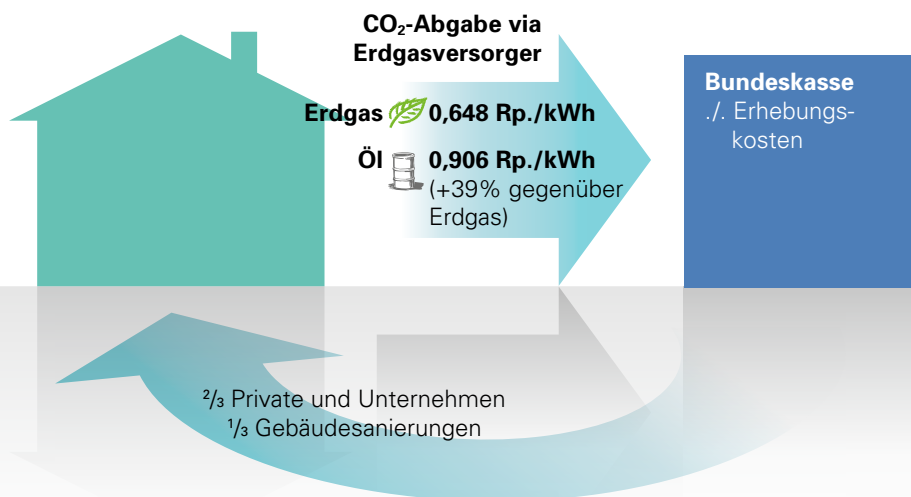 CO₂-Abgabe via
Erdgasversorger
Erdgas 0,648 Rp./kWh
Öl 0,906 Rp./kWh
(+39% gegenüber
Erdgas)
Bundeskasse
./. Erhebungs-
kosten
²/₃ Private und Unternehmen
¹/₃ Gebäudesanierungen